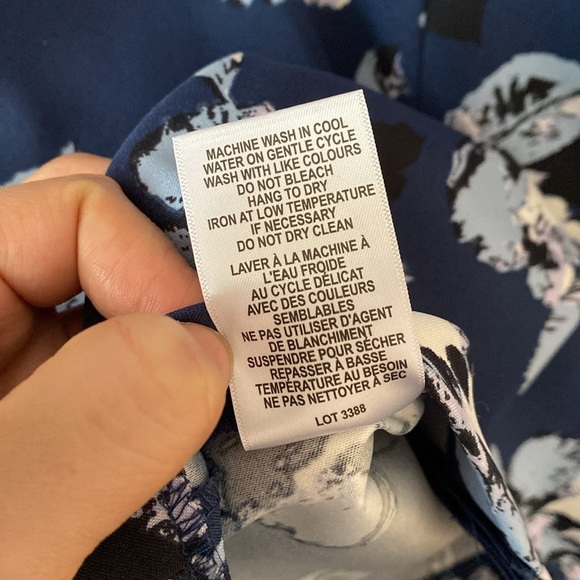 MACHINE WASH IN COOL
WATER ON GENTLE CYCLE
WASH WITH LIKE COLOURS
DO NOT BLEACH
HANG TO DRY
IRON AT LOW TEMPERATURE
IF NECESSARY
DO NOT DRY CLEAN
LAVER À LA MACHINE À
L'EAU FROIDE
AU CYCLE DÉLICAT
AVEC DES COULEURS
SEMBLABLES
NE PAS UTILISER D'AGENT
DE BLANCHIMENT
SUSPENDRE POUR SÉCHER
REPASSER À BASSE
TEMPÉRATURE AU BESOIN
NE PAS NETTOYER À SEC
LOT 3388